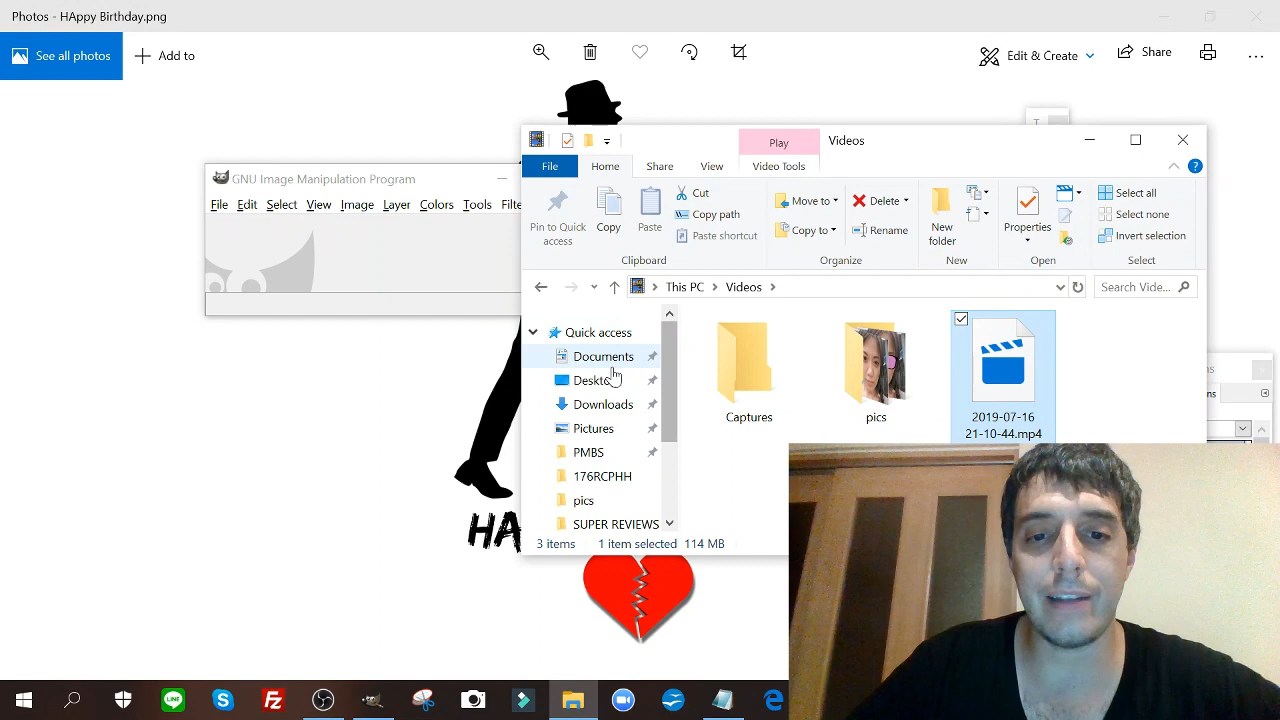 Photos - HAppy Birthday.png
See all photos
Add to
Edit & Create
Share
GNU Image Manipulation Program
File Edit Select View Image Layer Colors Tools
Play
Videos
File Home Share View Video Tools
Pin to Quick access
Copy
Paste
Cut
Copy path
Paste shortcut
Clipboard
Move to
Copy to
Delete
Rename
Organize
New folder
New
Properties
Open
Select all
Select none
Invert selection
Select
This PC
Videos
Search Vide...
Quick access
Documents
Downloads
Pictures
PMBS
176RCPHH
pics
SUPER REVIEWS
Captures
pics
2019-07-16
21-10-44.mp4
3 items 1 item selected 114 MB
LINE